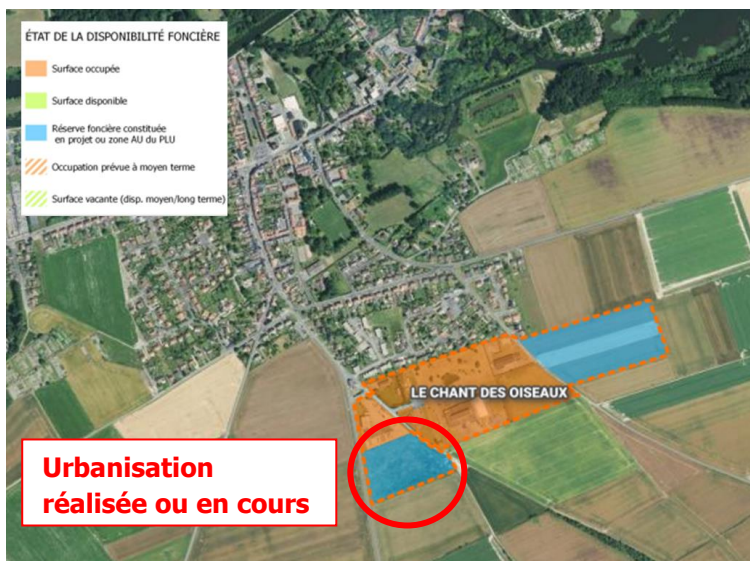 ÉTAT DE LA DISPONIBILITÉ FONCIÈRE
Surface occupée
Surface disponible
Réserve foncière constituée
en projet ou zone AU du PLU
Occupation prévue à moyen terme
Surface vacante (disp. moyen/long terme)
LE CHANT DES OISEAUX
Urbanisation
réalisée ou en cours